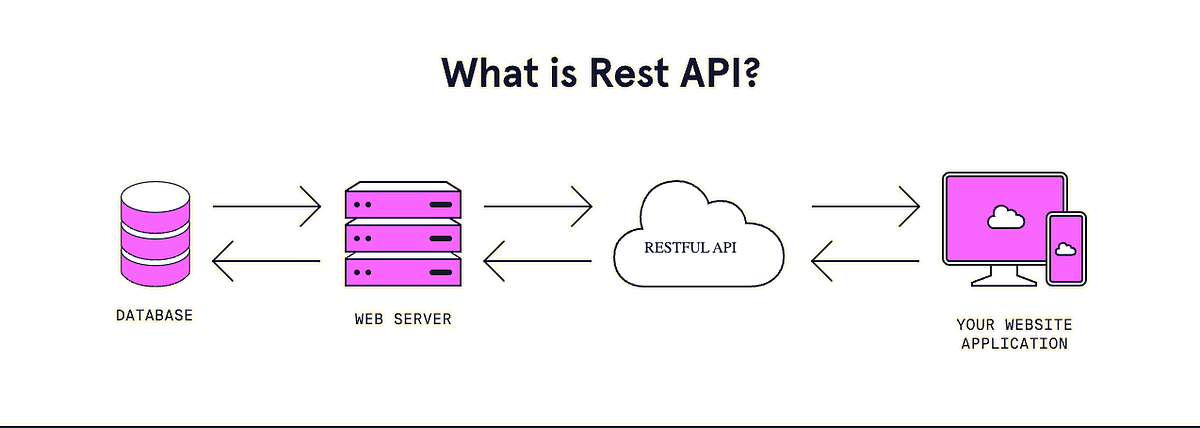 What is Rest API?
RESTFUL API
DATABASE
WEB SERVER
YOUR WEBSITE
APPLICATION